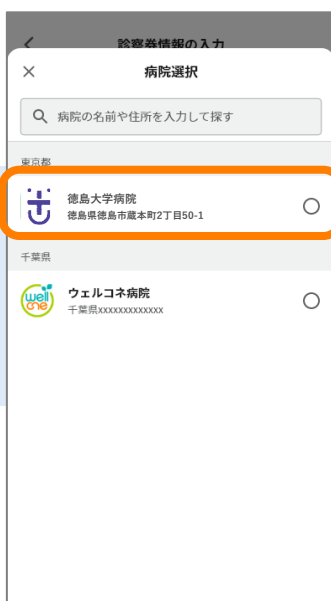 診察券情報の入力
病院選択
病院の名前や住所を入力して探す
東京都
徳島大学病院
徳島県徳島市蔵本町2丁目50-1
千葉県
well
one
ウェルコネ病院
千葉県xxxxxxxxxxxxx